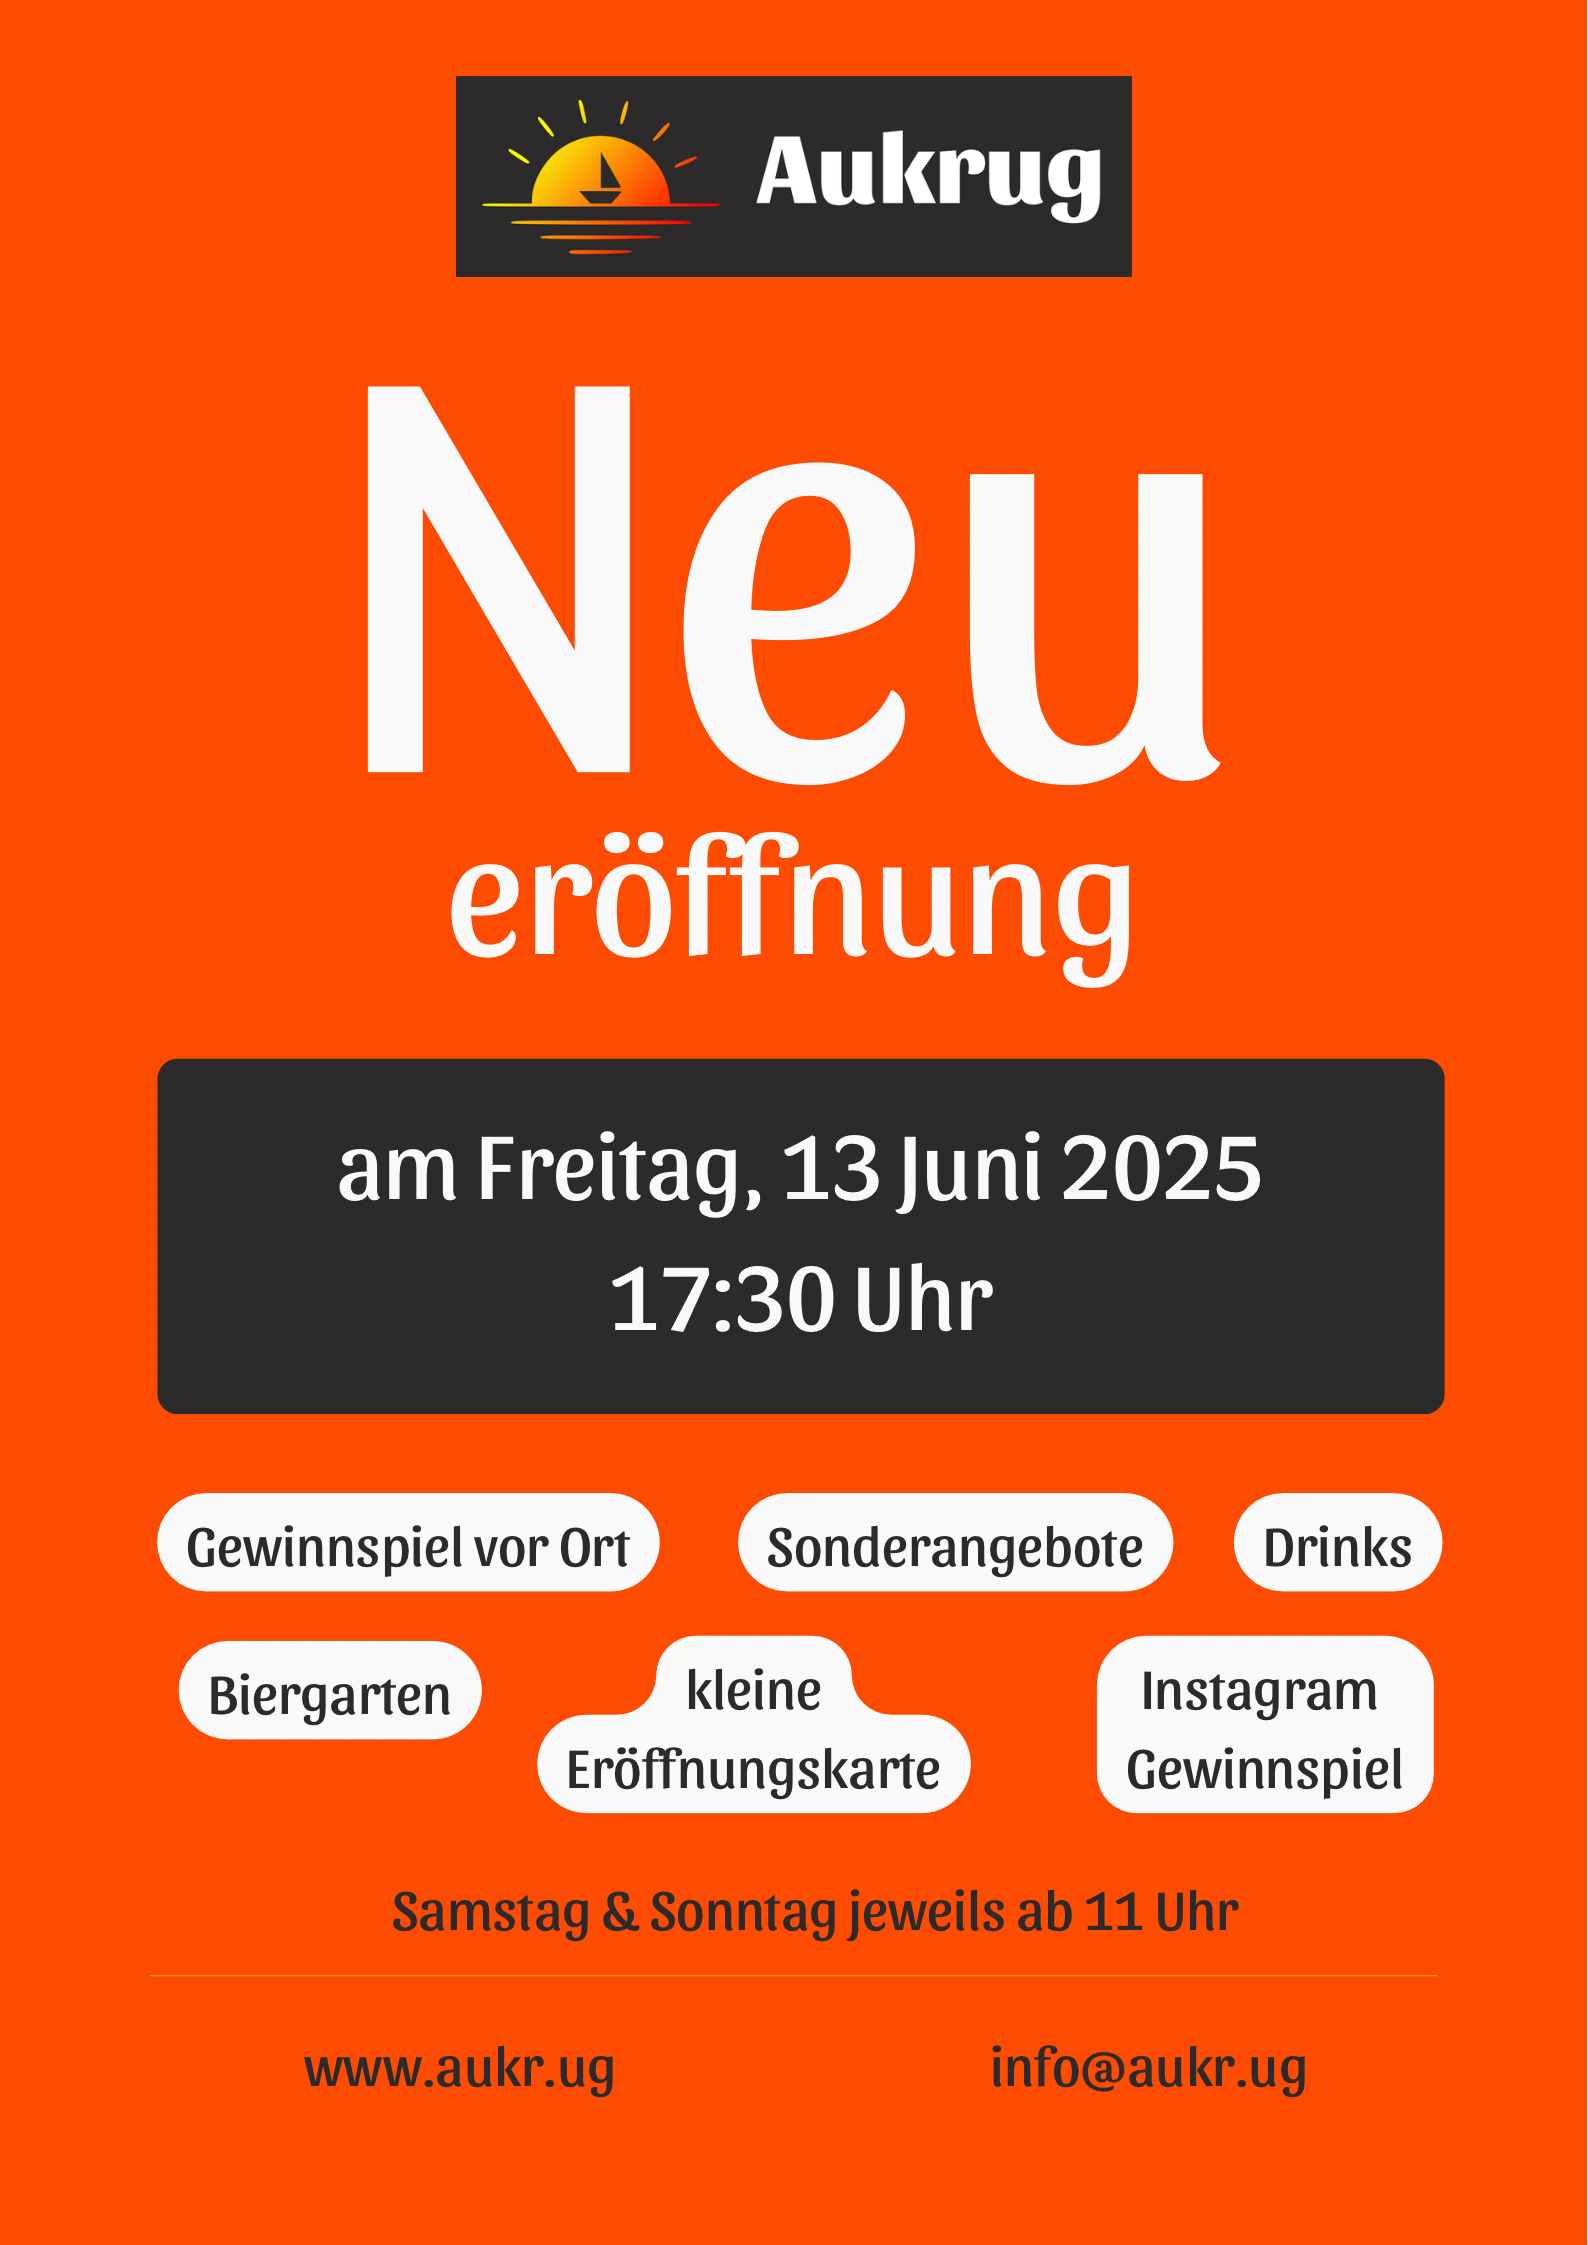 Aukrug
Neu
eröffnung
am Freitag, 13 Juni 2025
17:30 Uhr
Gewinnspiel vor Ort
Sonderangebote
Drinks
Biergarten
kleine
Eröffnungskarte
Instagram
Gewinnspiel
Samstag & Sonntag jeweils ab 11 Uhr
www.aukr.ug
info@aukr.ug